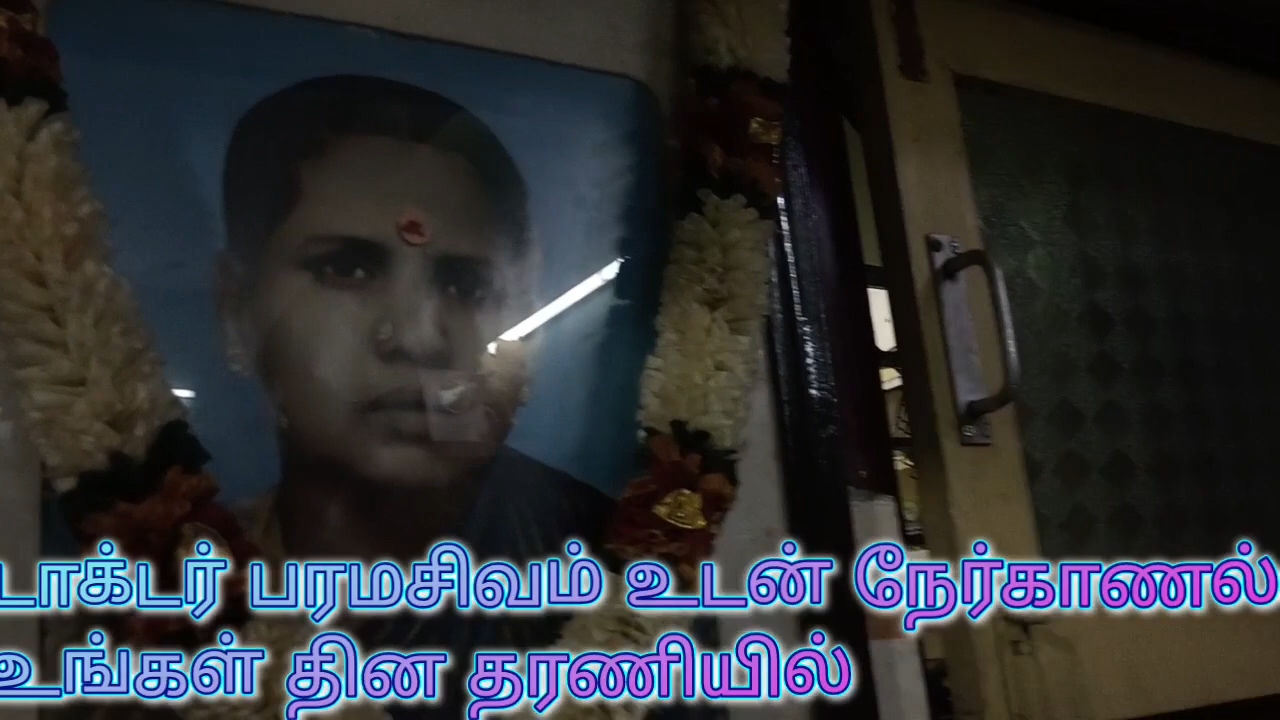 டாக்டர் பரமசிவம் உடன் நேர்காணல்
உங்கள் தின தரணியில்